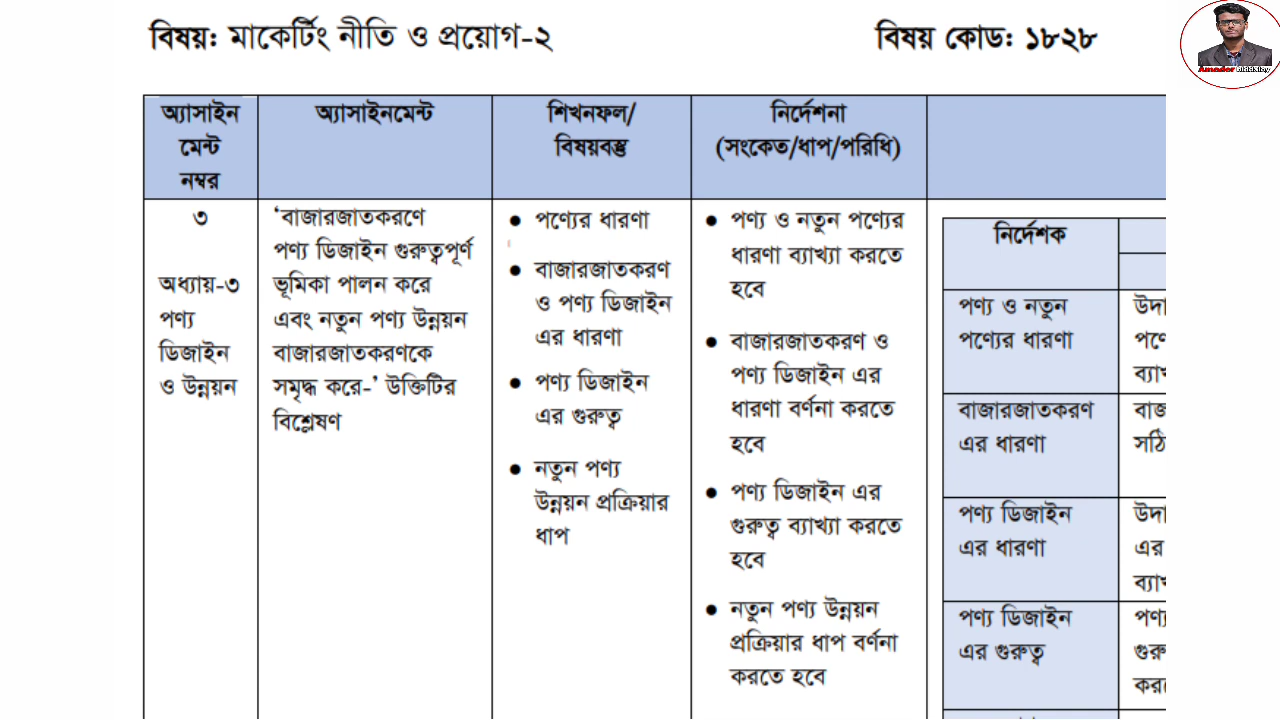 বিষয়: মাকের্টিং নীতি ও প্রয়োগ-২
বিষয় কোড: ১৮২৮
অ্যাসাইন
মেন্ট
নম্বর
অ্যাসাইনমেন্ট
শিখনফল/
বিষয়বস্তু
নির্দেশনা
(সংকেত/ধাপ/পরিধি)
৩
অধ্যায়-৩
পণ্য
ডিজাইন
ও উন্নয়ন
‘বাজারজাতকরণে
পণ্য ডিজাইন গুরুত্বপূর্ণ
ভূমিকা পালন করে
এবং নতুন পণ্য উন্নয়ন
বাজারজাতকরণকে
সমৃদ্ধ করে-’ উক্তিটির
বিশ্লেষণ
● পণ্যের ধারণা
● বাজারজাতকরণ
ও পণ্য ডিজাইন
এর ধারণা
● পণ্য ডিজাইন
এর গুরুত্ব
● নতুন পণ্য
উন্নয়ন প্রক্রিয়ার
ধাপ
● পণ্য ও নতুন পণ্যের
ধারণা ব্যাখ্যা করতে
হবে
● বাজারজাতকরণ ও
পণ্য ডিজাইন এর
ধারণা বর্ণনা করতে
হবে
● পণ্য ডিজাইন এর
গুরুত্ব ব্যাখ্যা করতে
হবে
● নতুন পণ্য উন্নয়ন
প্রক্রিয়ার ধাপ বর্ণনা
করতে হবে
নির্দেশক
পণ্য ও নতুন
পণ্যের ধারণা
বাজারজাতকরণ
এর ধারণা
পণ্য ডিজাইন
এর ধারণা
এর
পণ্য ডিজাইন
এর গুরুত্ব